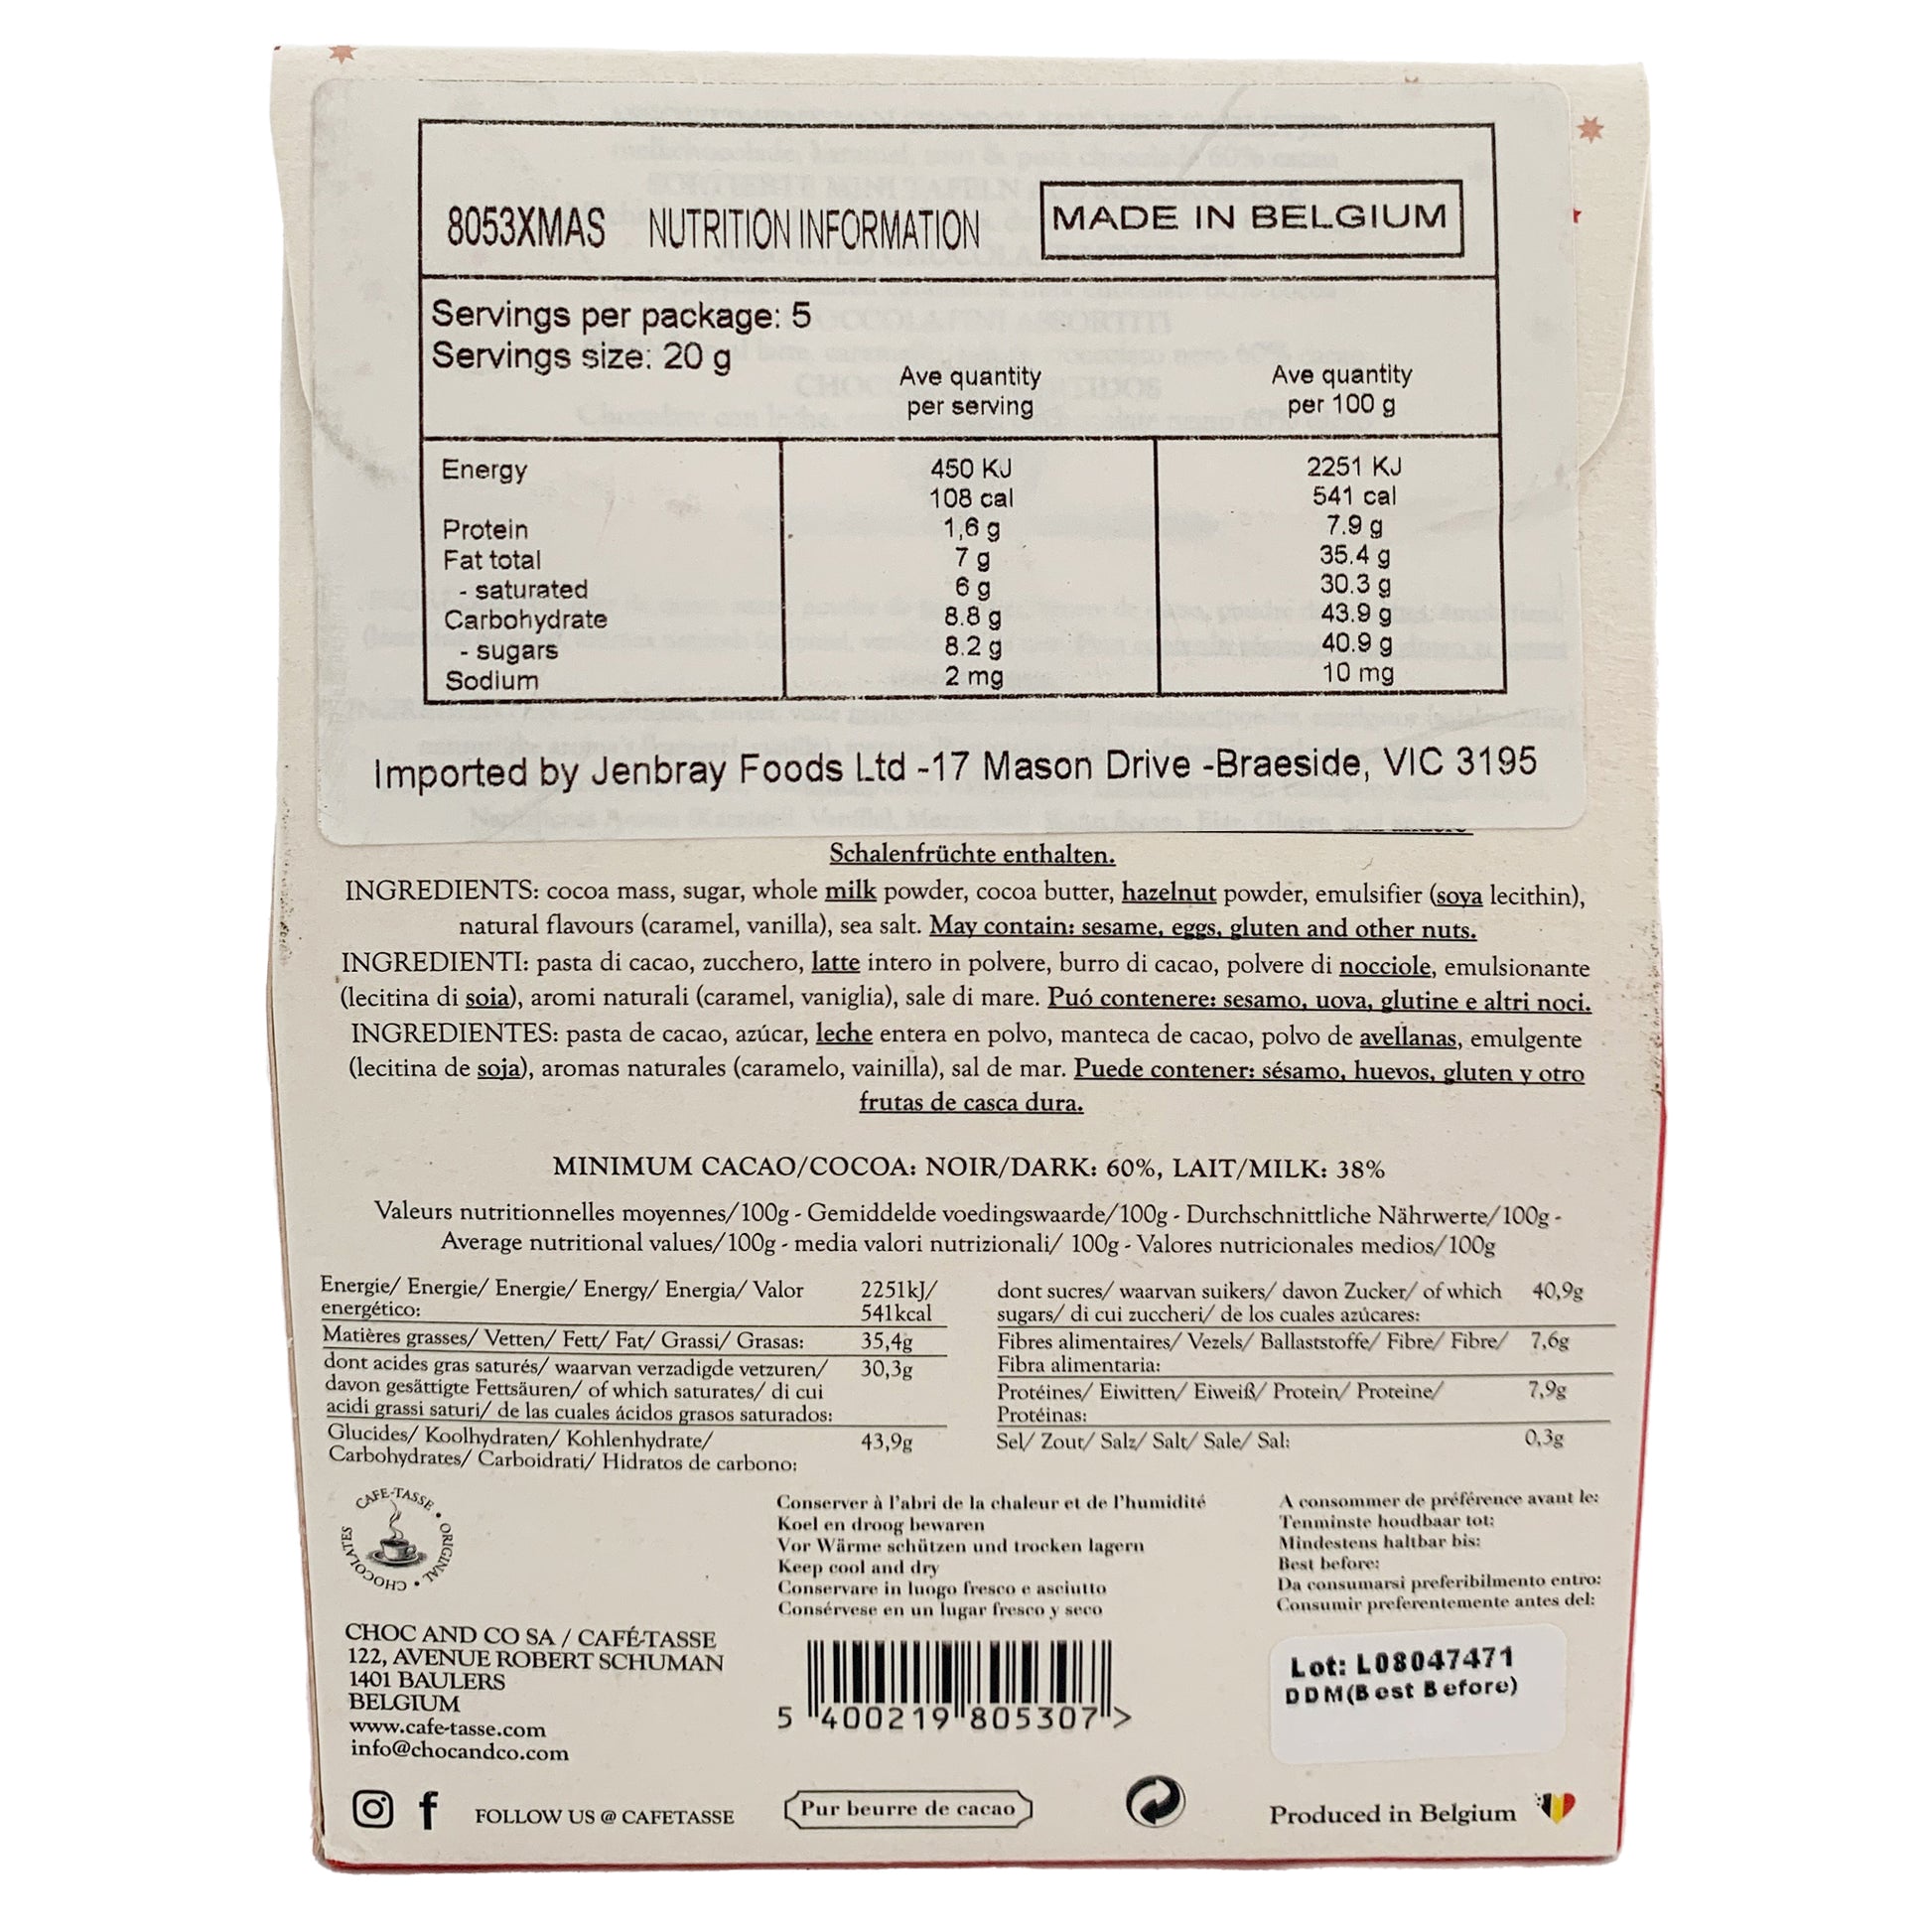 8053XMAS NUTRITION INFORMATION MADE IN BELGIUM
Servings per package: 5
Servings size: 20 g
Ave quantity per serving Ave quantity per 100 g
Energy 450 KJ 2251 KJ
108 cal 541 cal
Protein 1,6 g 7.9 g
Fat total 7 g 35.4 g
- saturated 6 g 30.3 g
Carbohydrate 8.8 g 43.9 g
- sugars 8.2 g 40.9 g
Sodium 2 mg 10 mg
Imported by Jenbray Foods Ltd -17 Mason Drive -Braeside, VIC 3195
Schalenfrüchte enthalten.
INGREDIENTS: cocoa mass, sugar, whole milk powder, cocoa butter, hazelnut powder, emulsifier (soya lecithin),
natural flavours (caramel, vanilla), sea salt. May contain: sesame, eggs, gluten and other nuts.
INGREDIENTI: pasta di cacao, zucchero, latte intero in polvere, burro di cacao, polvere di nocciole, emulsionante
(lecitina di soia), aromi naturali (caramel, vaniglia), sale di mare. Puó contenere: sesamo, uova, glutine e altri noci.
INGREDIENTES: pasta de cacao, azúcar, leche entera en polvo, manteca de cacao, polvo de avellanas, emulgente
(lecitina de soja), aromas naturales (caramelo, vainilla), sal de mar. Puede contener: sésamo, huevos, gluten y otro
frutas de casca dura.
MINIMUM CACAO/COCOA: NOIR/DARK: 60%, LAIT/MILK: 38%
Valeurs nutritionnelles moyennes/100g - Gemiddelde voedingswaarde/100g - Durchschnittliche Nährwerte/100g -
Average nutritional values/100g - media valori nutrizionali/ 100g - Valores nutricionales medios/100g
Energie/ Energie/ Energie/ Energy/ Energia/ Valor 2251kJ/
energético: 541kcal
Matières grasses/ Vetten/ Fett/ Fat/ Grassi/ Grasas: 35,4g
dont acides gras saturés/ waarvan verzadigde vetzuren/ 30,3g
davon gesättigte Fettsäuren/ of which saturates/ di cui
acidi grassi saturi/ de las cuales ácidos grasos saturados:
Glucides/ Koolhydraten/ Kohlenhydrate/ 43,9g
Carbohydrates/ Carboidrati/ Hidratos de carbono:
dont sucres/ waarvan suikers/ davon Zucker/ of which 40,9g
sugars/ di cui zuccheri/ de los cuales azúcares:
Fibres alimentaires/ Vezels/ Ballaststoffe/ Fibre/ Fibre/ 7,6g
Fibra alimentaria:
Protéines/ Eiwitten/ Eiweiß/ Protein/ Proteine/ 7,9g
Protéinas:
Sel/ Zout/ Salz/ Salt/ Sale/ Sal: 0,3g
CAFE-TASSE • ORIGINAL • CHOCOLATES
CHOC AND CO SA / CAFÉ-TASSE
122, AVENUE ROBERT SCHUMAN
1401 BAULERS
BELGIUM
www.cafe-tasse.com
info@chocandco.com
Conserver à l'abri de la chaleur et de l'humidité
Koel en droog bewaren
Vor Wärme schützen und trocken lagern
Keep cool and dry
Conservare in luogo fresco e asciutto
Consérvese en un lugar fresco y seco
5 400219 805307 >
A consommer de préférence avant le:
Tenminste houdbaar tot:
Mindestens haltbar bis:
Best before:
Da consumarsi preferibilmento entro:
Consumir preferentemente antes del:
Lot: L08047471
DDM(Best Before)
f FOLLOW US @ CAFETASSE
Pur beurre de cacao
Produced in Belgium